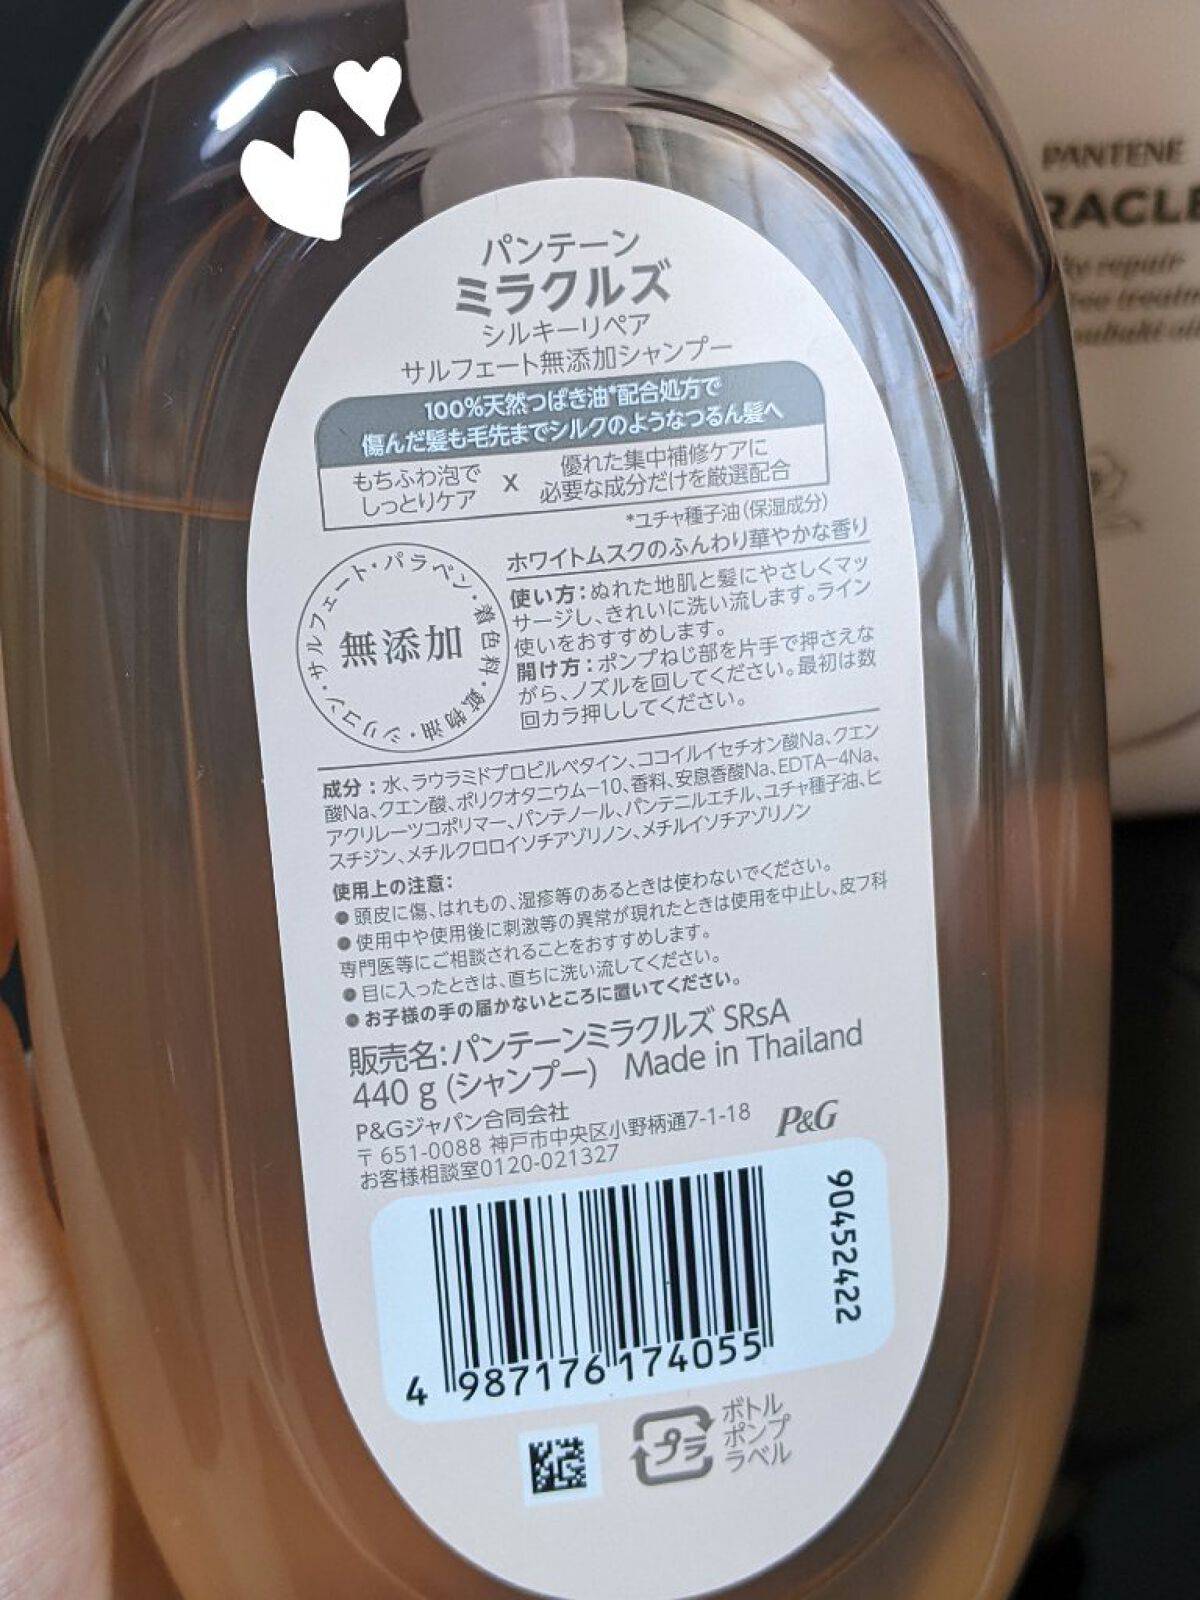 パンテーン
ミラクルズ
シルキーリペア
サルフェート無添加シャンプー
100%天然つばき油*配合処方で
傷んだ髪も毛先までシルクのようなつるん髪へ
もちふわ泡で
しっとりケア
x
優れた集中補修ケアに
必要な成分だけを厳選配合
*ユチャ種子油(保湿成分)
サルフェート・パラベン・着色料・鉱物油・シリコン・
無添加
ホワイトムスクのふんわり華やかな香り
使い方:ぬれた地肌と髪にやさしくマッ
サージし、きれいに洗い流します。ライン
使いをおすすめします。
開け方:ポンプねじ部を片手で押さえな
がら、ノズルを回してください。最初は数
回カラ押ししてください。
成分:水、ラウラミドプロピルベタイン、ココイルイセチオン酸Na、クエン
酸Na、クエン酸、ポリクオタニウム-10、香料、安息香酸Na、EDTA-4Na、
アクリレーツコポリマー、パンテノール、パンテニルエチル、ユチャ種子油、ヒ
スチジン、メチルクロロイソチアゾリノン、メチルイソチアゾリノン
使用上の注意:
●頭皮に傷、はれもの、湿疹等のあるときは使わないでください。
●使用中や使用後に刺激等の異常が現れたときは使用を中止し、皮フ科
専門医等にご相談されることをおすすめします。
●目に入ったときは、直ちに洗い流してください。
●お子様の手の届かないところに置いてください。
販売名:パンテーンミラクルズ SRsA
440 g (シャンプー) Made in Thailand
P&Gジャパン合同会社
〒651-0088 神戸市中央区小野柄通7-1-18
お客様相談室0120-021327
P&G
90452422
4 987176 174055
プラ
ボトル
ポンプ
ラベル
PANTENE
repair